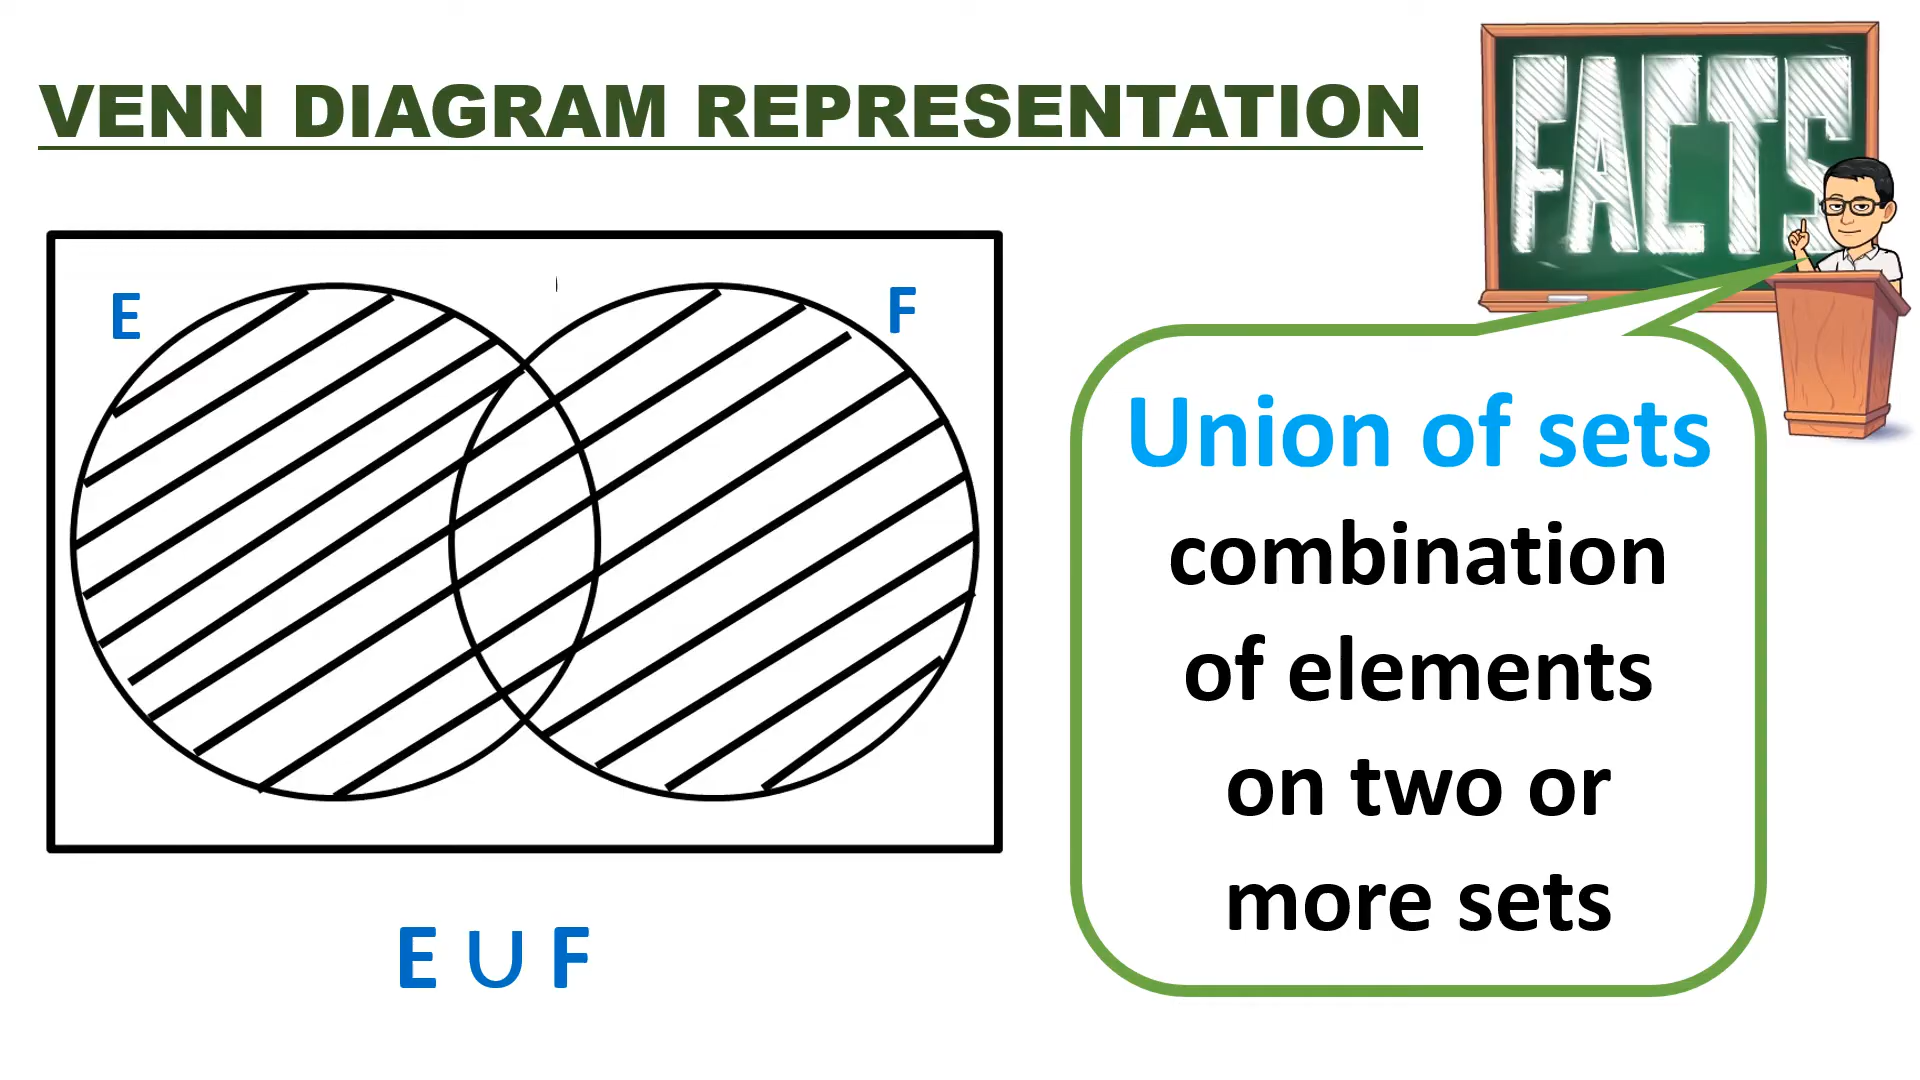 VENN DIAGRAM REPRESENTATION
FACTS
E
F
Union of sets
combination
of elements
on two or
more sets
E ∪ F